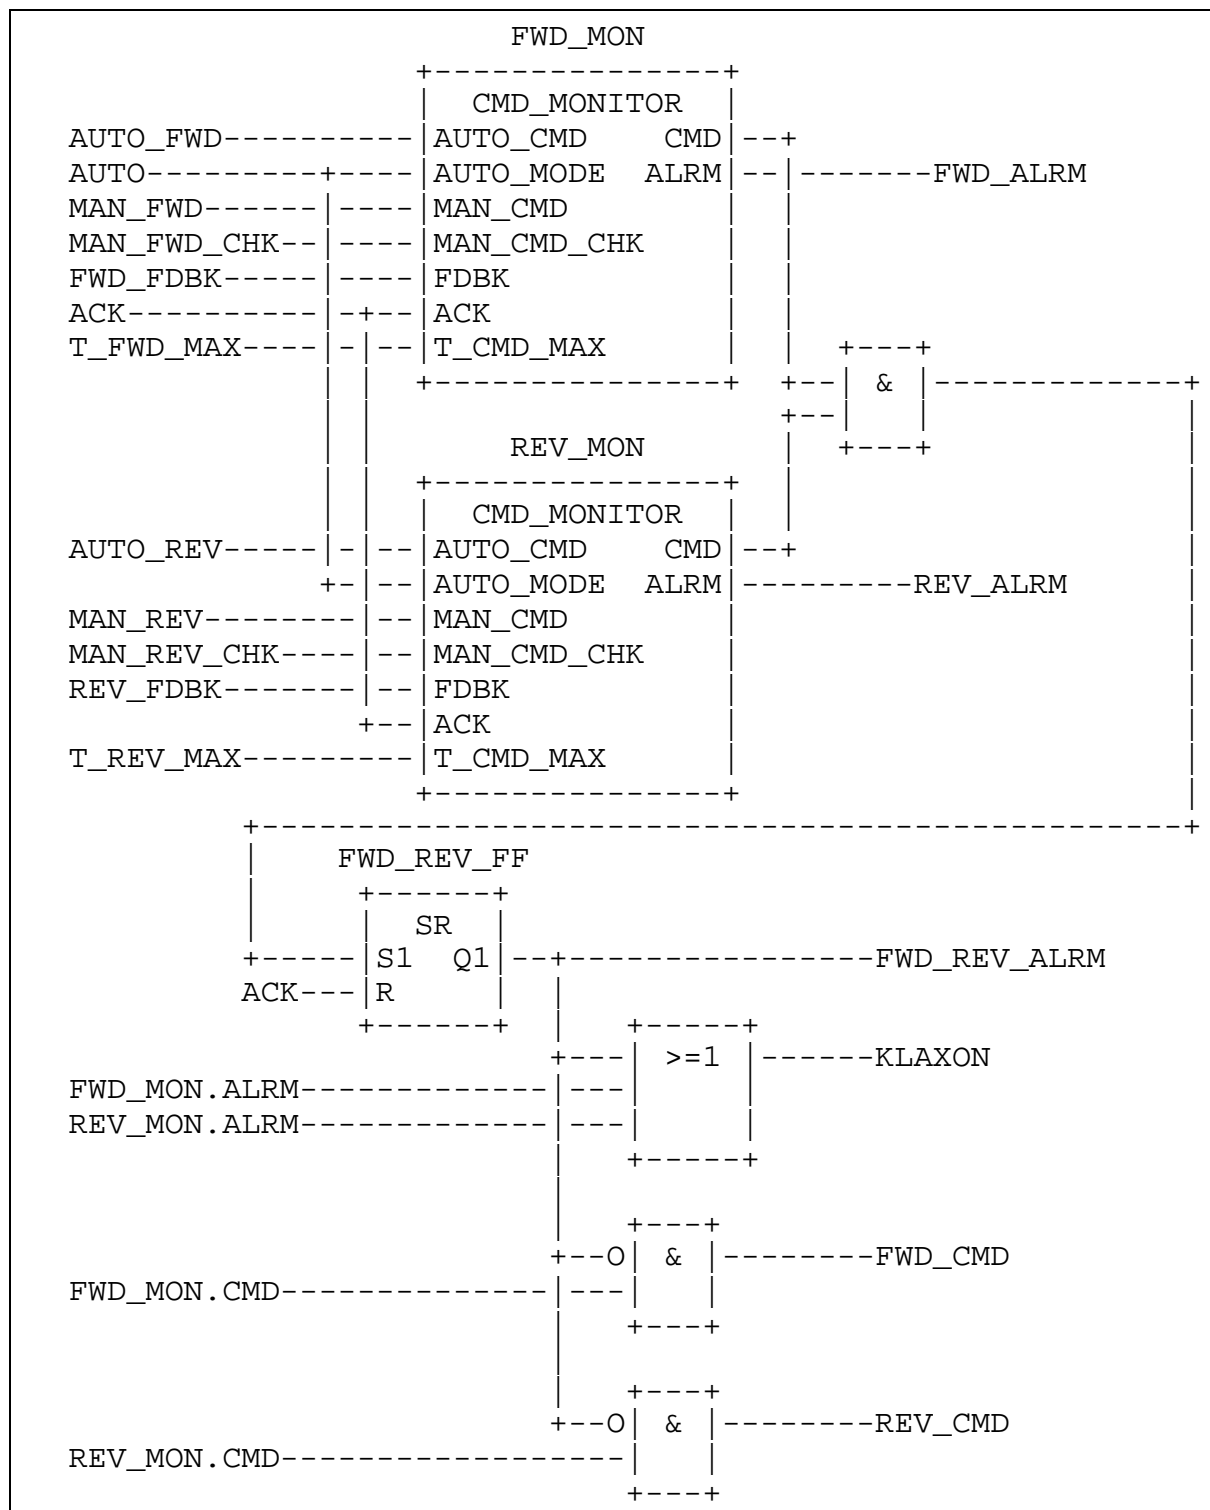 FWD_MON
CMD_MONITOR
AUTO_FWD AUTO_CMD CMD
AUTO AUTO_MODE ALRM FWD_ALRM
MAN_FWD MAN_CMD
MAN_FWD_CHK MAN_CMD_CHK
FWD_FDBK FDBK
ACK ACK
T_FWD_MAX T_CMD_MAX
&
REV_MON
CMD_MONITOR
AUTO_REV AUTO_CMD CMD
AUTO_MODE ALRM REV_ALRM
MAN_REV MAN_CMD
MAN_REV_CHK MAN_CMD_CHK
REV_FDBK FDBK
ACK
T_REV_MAX T_CMD_MAX
FWD_REV_FF
SR
S1 Q1 FWD_REV_ALRM
ACK R
>=1 KLAXON
FWD_MON.ALRM
REV_MON.ALRM
O & FWD_CMD
FWD_MON.CMD
O & REV_CMD
REV_MON.CMD